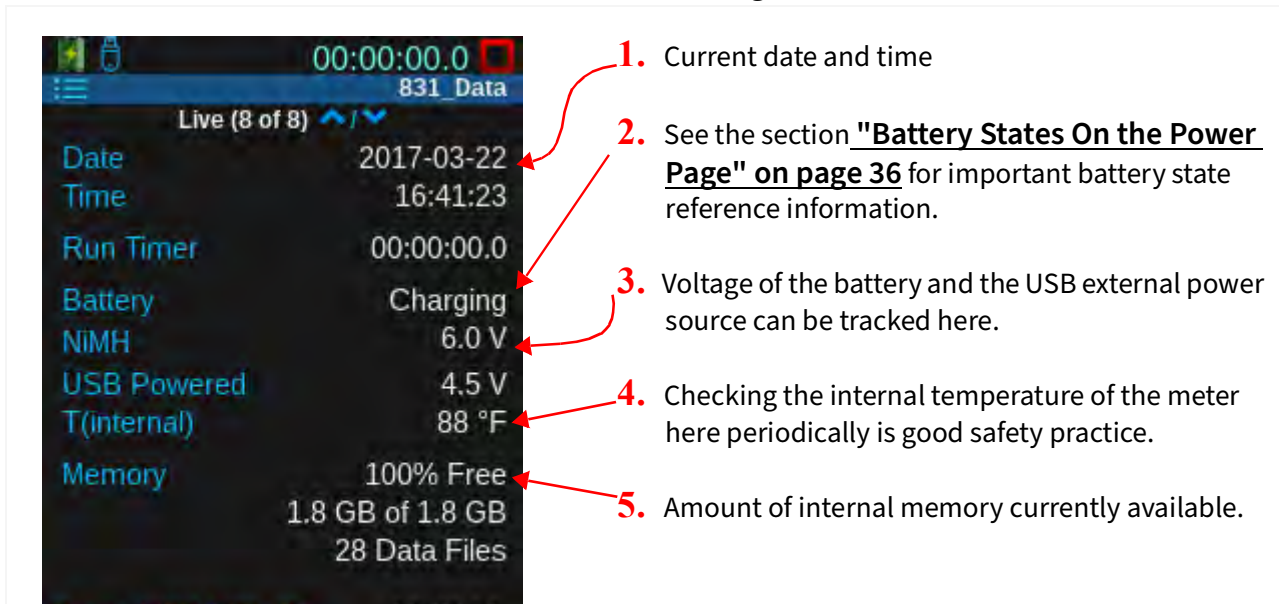 00:00:00.0
831_Data
Live (8 of 8) /
Date 2017-03-22
Time 16:41:23
Run Timer 00:00:00.0
Battery Charging
NiMH 6.0 V
USB Powered 4.5 V
T(internal) 88 °F
Memory 100% Free
1.8 GB of 1.8 GB
28 Data Files
1. Current date and time
2. See the section "Battery States On the Power
Page" on page 36 for important battery state
reference information.
3. Voltage of the battery and the USB external power
source can be tracked here.
4. Checking the internal temperature of the meter
here periodically is good safety practice.
5. Amount of internal memory currently available.